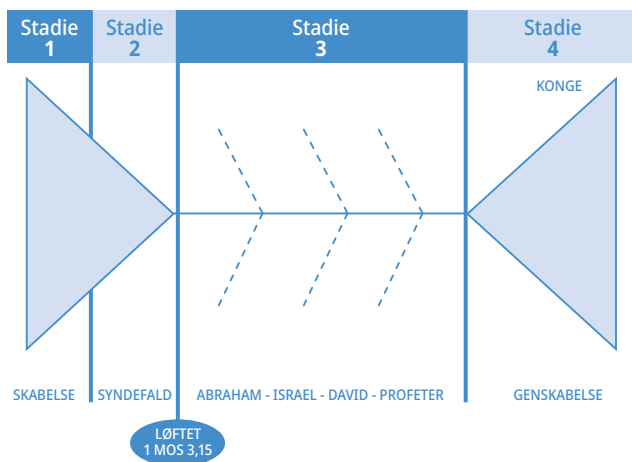 Stadie
1
Stadie
2
Stadie
3
Stadie
4
KONGE
SKABELSE
SYNDEFALD
ABRAHAM - ISRAEL - DAVID - PROFETER
GENSKABELSE
LØFTET
1 MOS 3,15